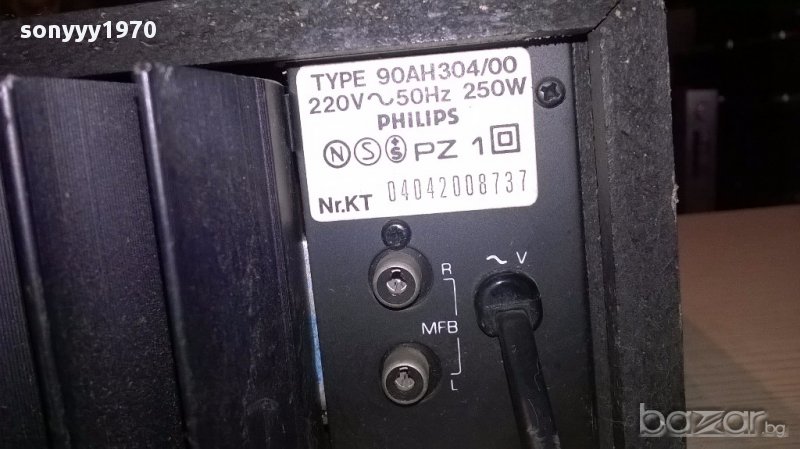 sonyyy1970
TYPE 90AH304/00
220V~50Hz 250W
PHILIPS
N S S PZ 1
Nr.KT 04042008737
~ V
R
MFB
L
bazar.bg